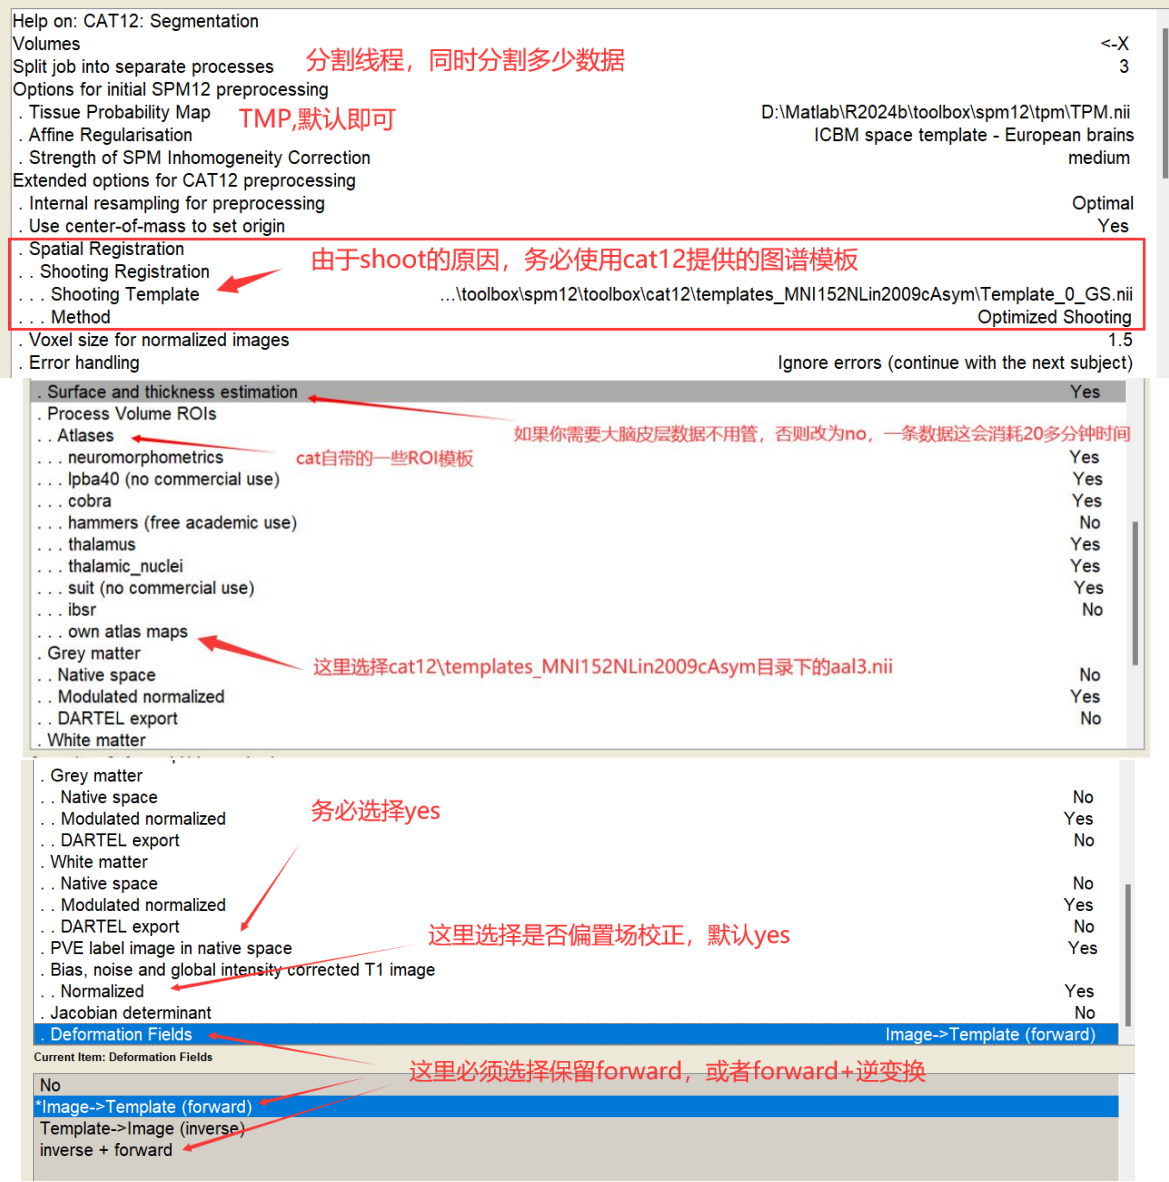 Help on: CAT12: Segmentation
Volumes <-X
分割线程，同时分割多少数据
Split job into separate processes 3
Options for initial SPM12 preprocessing
. Tissue Probability Map D:\Matlab\R2024b\toolbox\spm12\tpm\TPM.nii
TMP,默认即可
. Affine Regularisation ICBM space template - European brains
. Strength of SPM Inhomogeneity Correction medium
Extended options for CAT12 preprocessing
. Internal resampling for preprocessing Optimal
. Use center-of-mass to set origin Yes
. Spatial Registration
由于shoot的原因，务必使用cat12提供的图谱模板
. . Shooting Registration
. . . Shooting Template ...\toolbox\spm12\toolbox\cat12\templates_MNI152NLin2009cAsym\Template_0_GS.nii
. . . Method Optimized Shooting
. Voxel size for normalized images 1.5
. Error handling Ignore errors (continue with the next subject)
. Surface and thickness estimation Yes
. Process Volume ROIs
如果你需要大脑皮层数据不用管，否则改为no，一条数据这会消耗20多分钟时间
. . Atlases
cat自带的一些ROI模板
. . . neuromorphometrics Yes
. . . lpba40 (no commercial use) Yes
. . . cobra Yes
. . . hammers (free academic use) No
. . . thalamus Yes
. . . thalamic_nuclei Yes
. . . suit (no commercial use) Yes
. . . ibsr No
. . . own atlas maps
. Grey matter
这里选择cat12\templates_MNI152NLin2009cAsym目录下的aal3.nii
. . Native space No
. . Modulated normalized Yes
. . DARTEL export No
. White matter
. Grey matter
. . Native space No
务必选择yes
. . Modulated normalized Yes
. . DARTEL export No
. White matter
. . Native space No
. . Modulated normalized Yes
. . DARTEL export No
这里选择是否偏置场校正，默认yes
. PVE label image in native space Yes
. Bias, noise and global intensity corrected T1 image
. . Normalized Yes
. Jacobian determinant No
. Deformation Fields Image->Template (forward)
Current Item: Deformation Fields
这里必须选择保留forward，或者forward+逆变换
No
*Image->Template (forward)
Template->Image (inverse)
inverse + forward